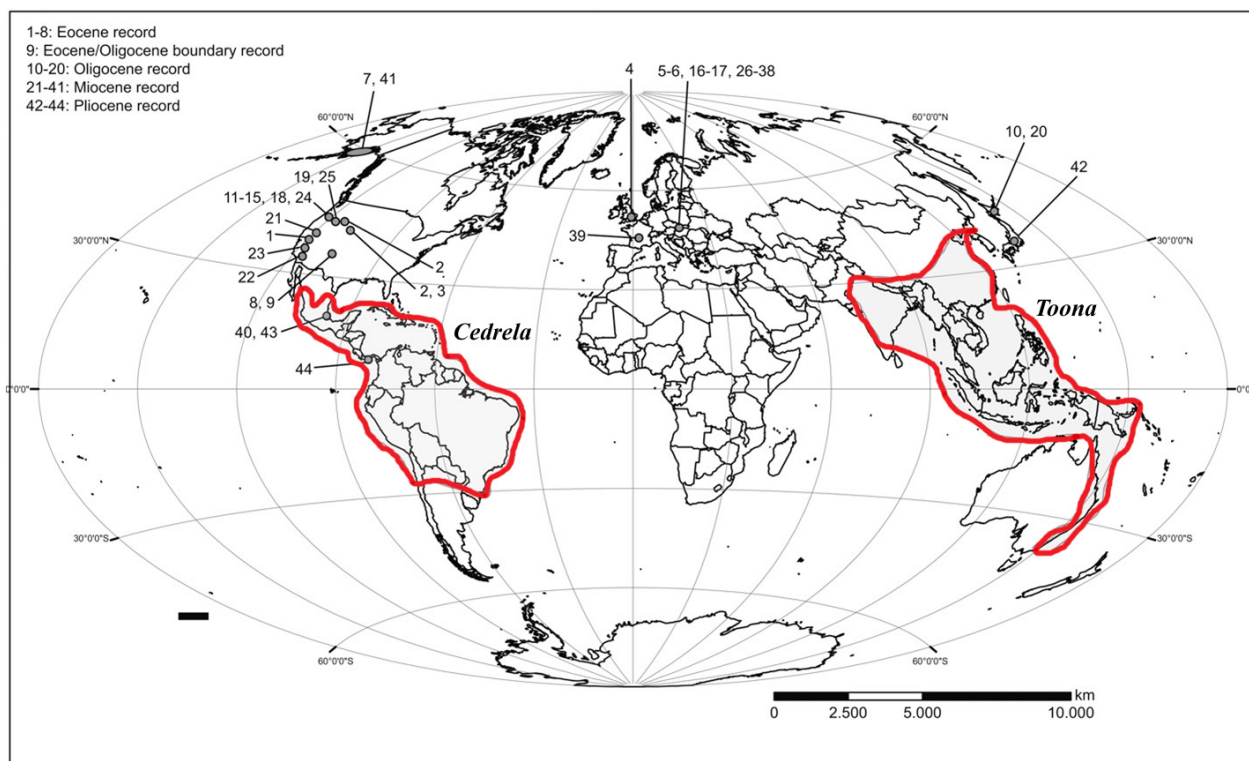 1-8: Eocene record
9: Eocene/Oligocene boundary record
10-20: Oligocene record
21-41: Miocene record
42-44: Pliocene record
7, 41
4
5-6, 16-17, 26-38
60°0'0"N
60°0'0"N
10, 20
42
19, 25
11-15, 18, 24
21
1
23
22
39
30°0'0"N
30°0'0"N
2
2, 3
8, 9
40, 43
44
Cedrela
Toona
0°0'0"
0°0
30°0'0"S
30°0'0"S
60°0'0"S
60°0'0"S
km
0 2.500 5.000 10.000